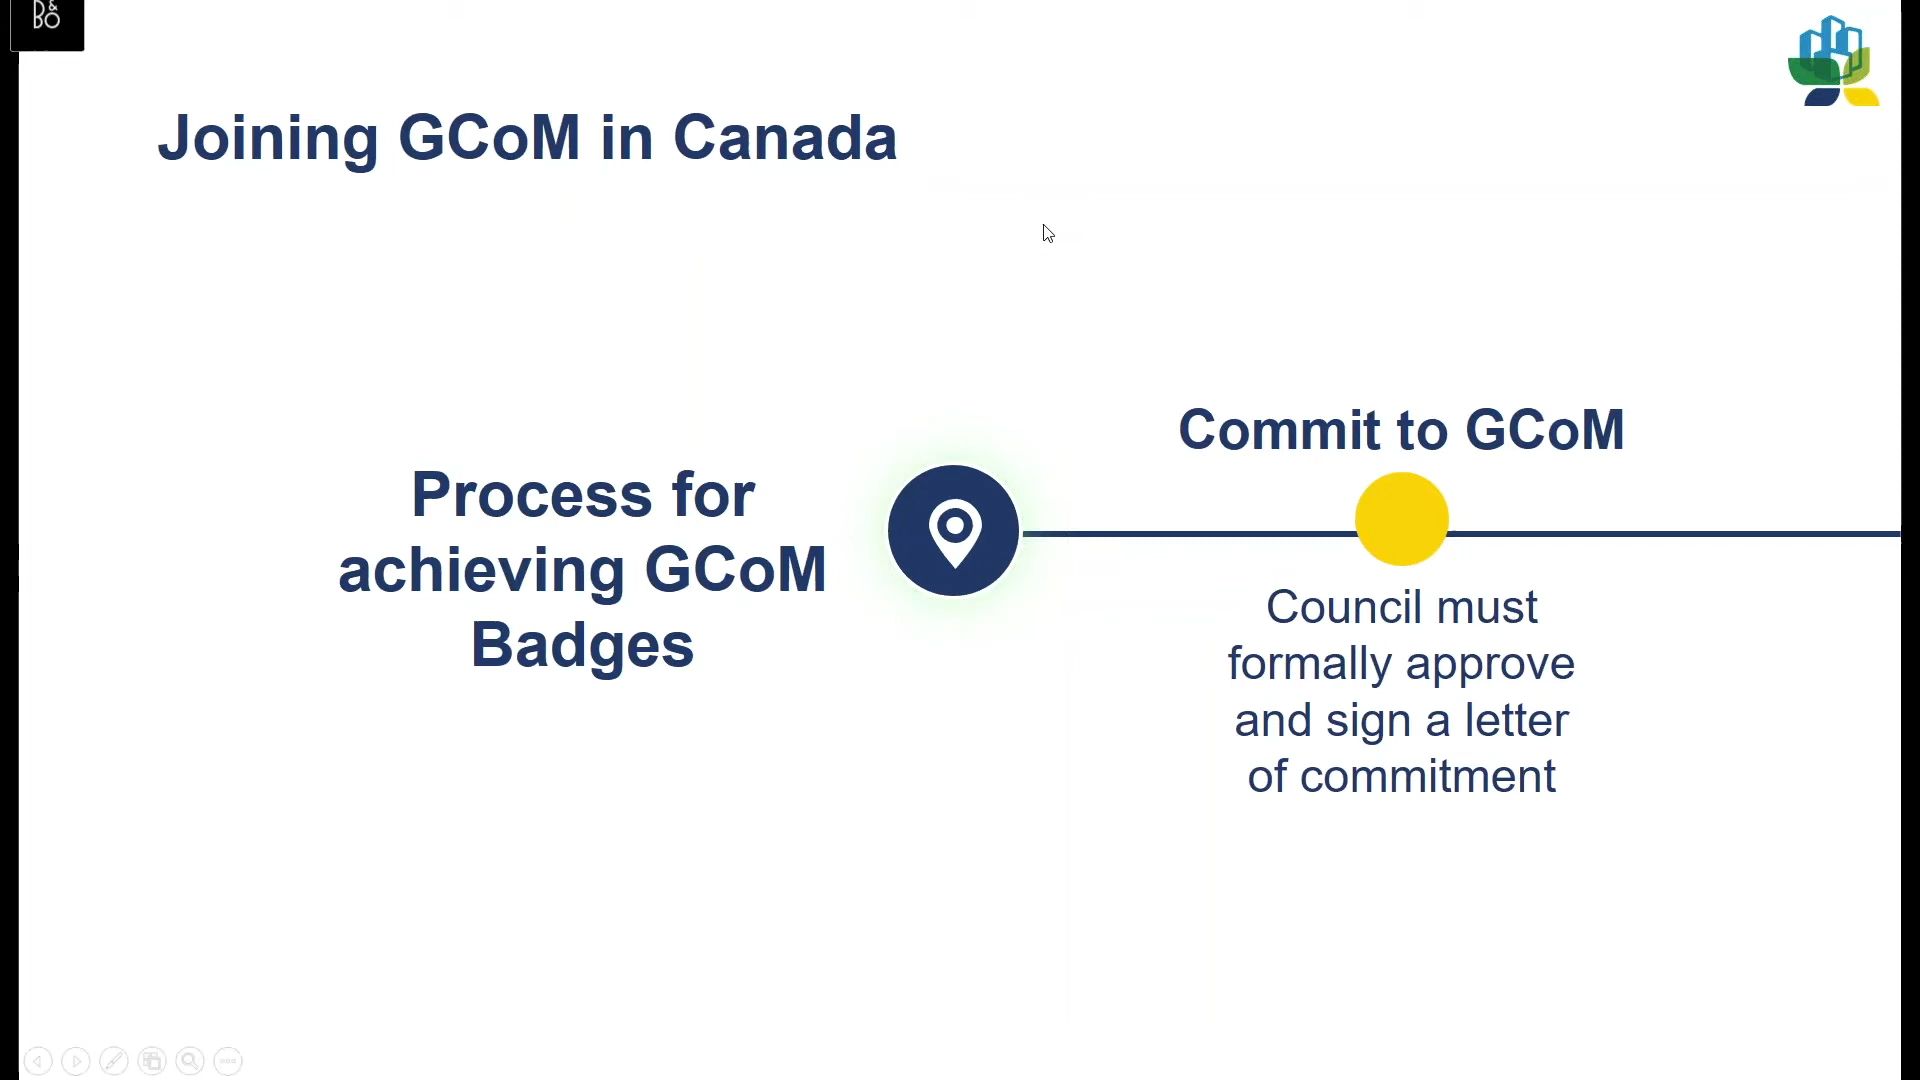 B&
BO
Joining GCoM in Canada
Process for
achieving GCoM
Badges
Commit to GCoM
Council must
formally approve
and sign a letter
of commitment